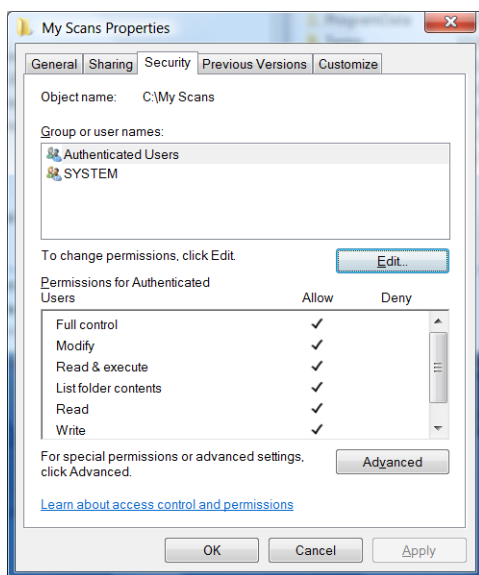 My Scans Properties
General Sharing Security Previous Versions Customize
Object name: C:\My Scans
Group or user names:
Authenticated Users
SYSTEM
To change permissions, click Edit.
Edit...
Permissions for Authenticated
Users Allow Deny
Full control
Modify
Read & execute
List folder contents
Read
Write
For special permissions or advanced settings,
click Advanced.
Advanced
Learn about access control and permissions
OK Cancel Apply